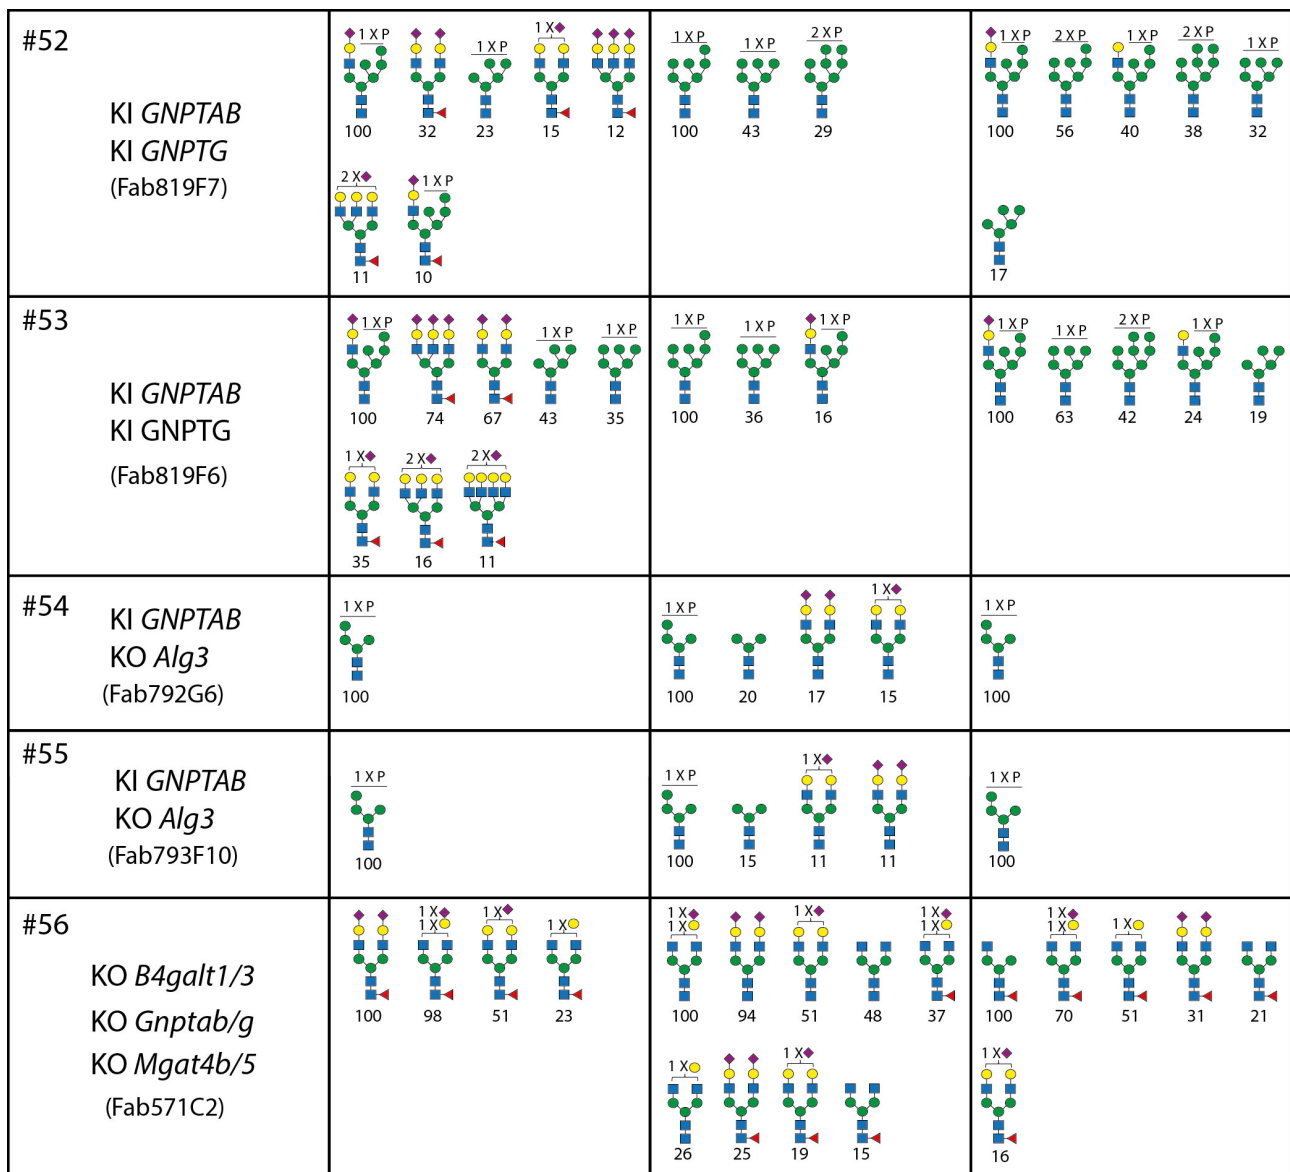 #52
KI GNPTAB
KI GNPTG
(Fab819F7)
1 X P
1 X P
1 X
100 32 23 15 12
2 X
1 X P
11 10
1 X P
1 X P
2 X P
100 43 29
1 X P
2 X P
1 X P
2 X P
1 X P
100 56 40 38 32
17
#53
KI GNPTAB
KI GNPTG
(Fab819F6)
1 X P
1 X P
1 X P
100 74 67 43 35
1 X
2 X
2 X
35 16 11
1 X P
1 X P
1 X P
100 36 16
1 X P
1 X P
2 X P
1 X P
100 63 42 24 19
#54
KI GNPTAB
KO Alg3
(Fab792G6)
1 X P
100
1 X P
1 X
100 20 17 15
1 X P
100
#55
KI GNPTAB
KO Alg3
(Fab793F10)
1 X P
100
1 X P
1 X
100 15 11 11
1 X P
100
#56
KO B4galt1/3
KO Gnptab/g
KO Mgat4b/5
(Fab571C2)
1 X
1 X
1 X
1 X
100 98 51 23
1 X
1 X
1 X
1 X
1 X
100 94 51 48 37
1 X
1 X
26 25 19 15
1 X
1 X
1 X
100 70 51 31 21
1 X
16